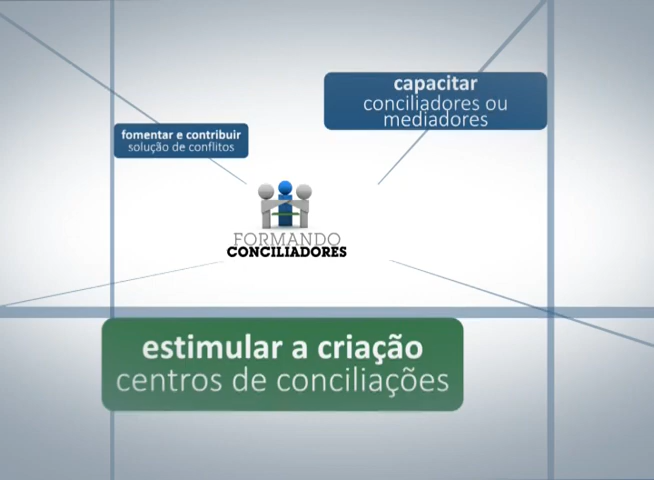 capacitar
conciliadores ou
mediadores
fomentar e contribuir
solução de conflitos
FORMANDO
CONCILIADORES
estimular a criação
centros de conciliações